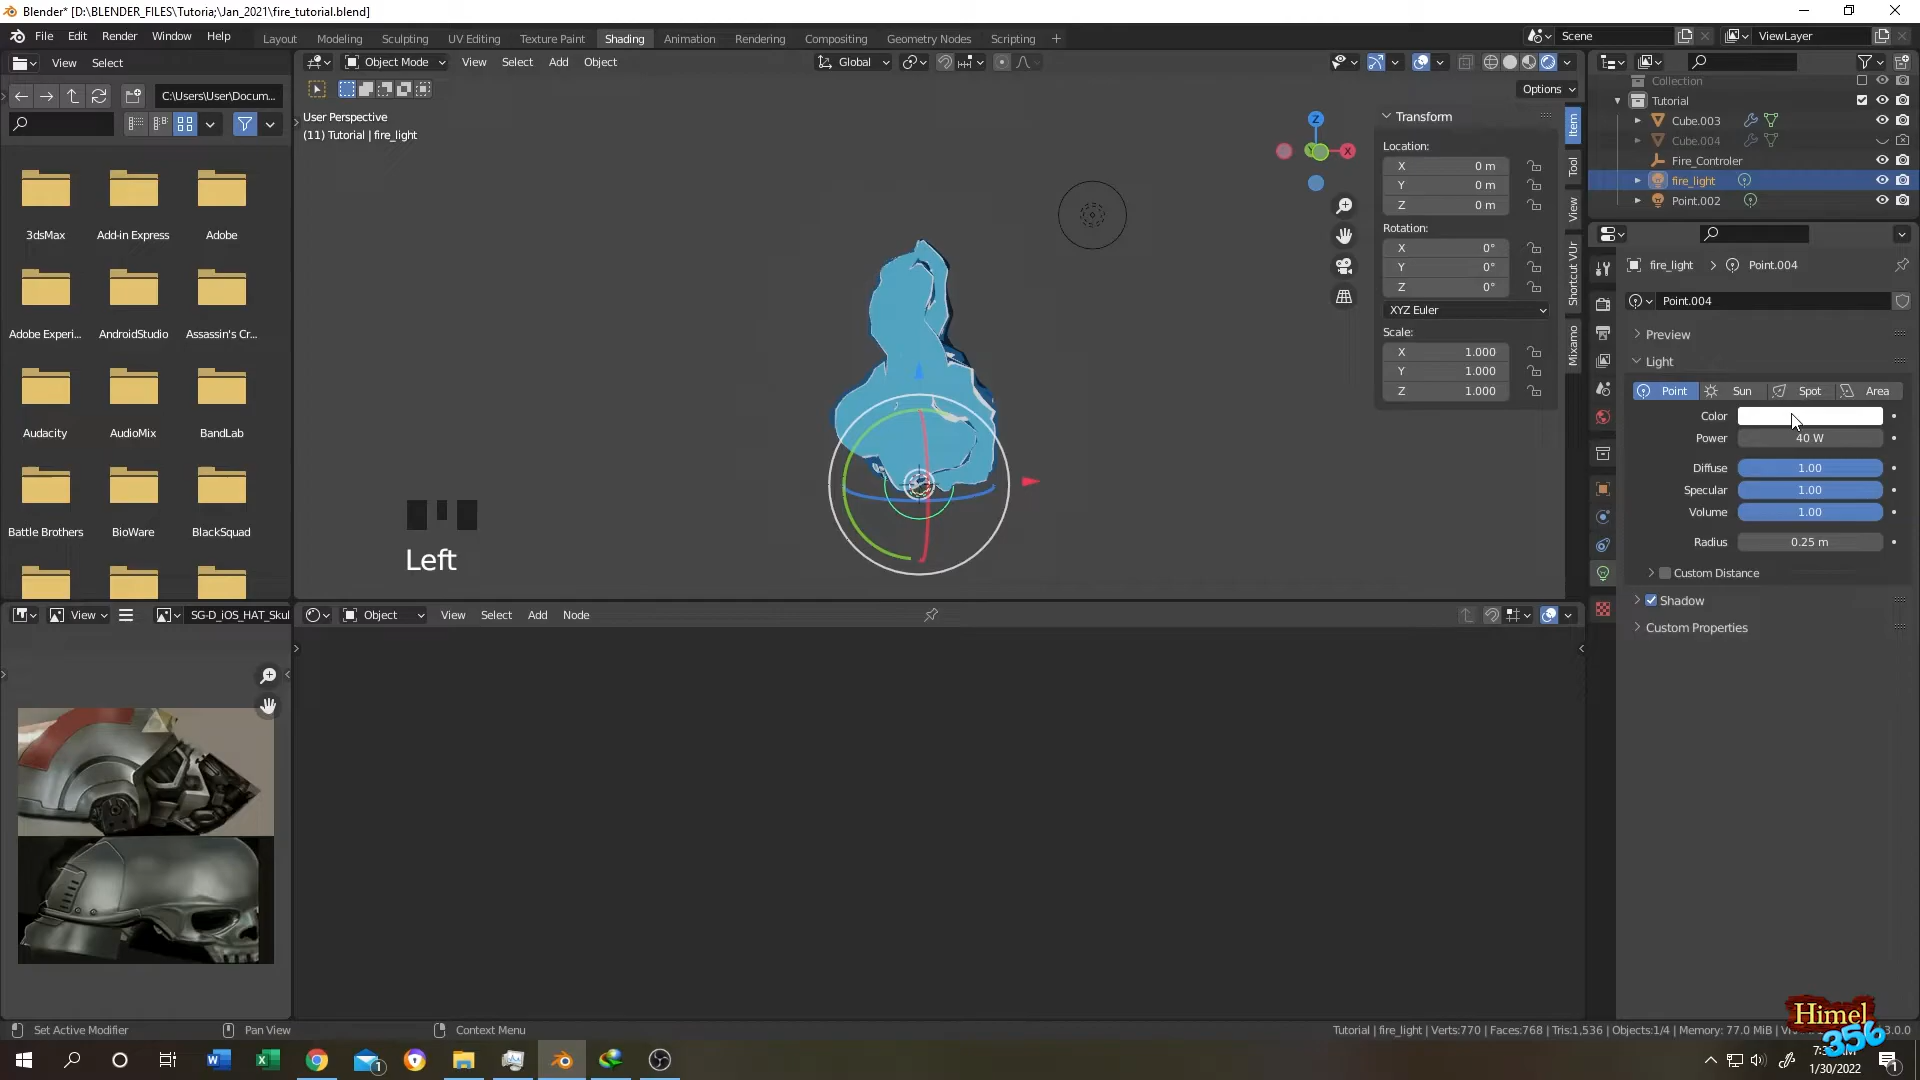 Blender* [D:\BLENDER_FILES\Tutoria;\Jan_2021\fire_tutorial.blend]
File Edit Render Window Help
Layout Modeling Sculpting UV Editing Texture Paint Shading Animation Rendering Compositing Geometry Nodes Scripting
Scene
ViewLayer
View Select
C:\Users\User\Docum...
3dsMax Add-in Express Adobe
Adobe Experi... AndroidStudio Assassin's Cr...
Audacity AudioMix BandLab
Battle Brothers BioWare BlackSquad
Object Mode View Select Add Object
Global
Options
User Perspective
(11) Tutorial | fire_light
Z
X
Y
Left
Transform
Location:
X 0 m
Y 0 m
Z 0 m
Rotation:
X 0°
Y 0°
Z 0°
XYZ Euler
Scale:
X 1.000
Y 1.000
Z 1.000
Item
Tool
View
Shortcut VUr
Mixamo
Collection
Tutorial
Cube.003
Cube.004
Fire_Controler
fire_light
Point.002
fire_light Point.004
Point.004
Preview
Light
Point Sun Spot Area
Color
Power 40 W
Diffuse 1.00
Specular 1.00
Volume 1.00
Radius 0.25 m
Custom Distance
Shadow
Custom Properties
View SG-D_iOS_HAT_Skul
Object View Select Add Node
Set Active Modifier Pan View Context Menu
Tutorial | fire_light | Verts:770 | Faces:768 | Tris:1,536 | Objects:1/4 | Memory: 77.0 MiB
Himel
356
1/30/2022